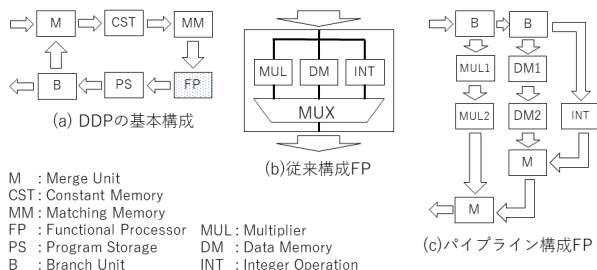 M
CST
MM
B
PS
FP
(a) DDPの基本構成
MUL
DM
INT
MUX
(b)従来構成FP
B
B
MUL1
DM1
MUL2
DM2
INT
M
M
(c)パイプライン構成FP
M : Merge Unit
CST : Constant Memory
MM : Matching Memory
FP : Functional Processor
PS : Program Storage
B : Branch Unit
MUL : Multiplier
DM : Data Memory
INT : Integer Operation